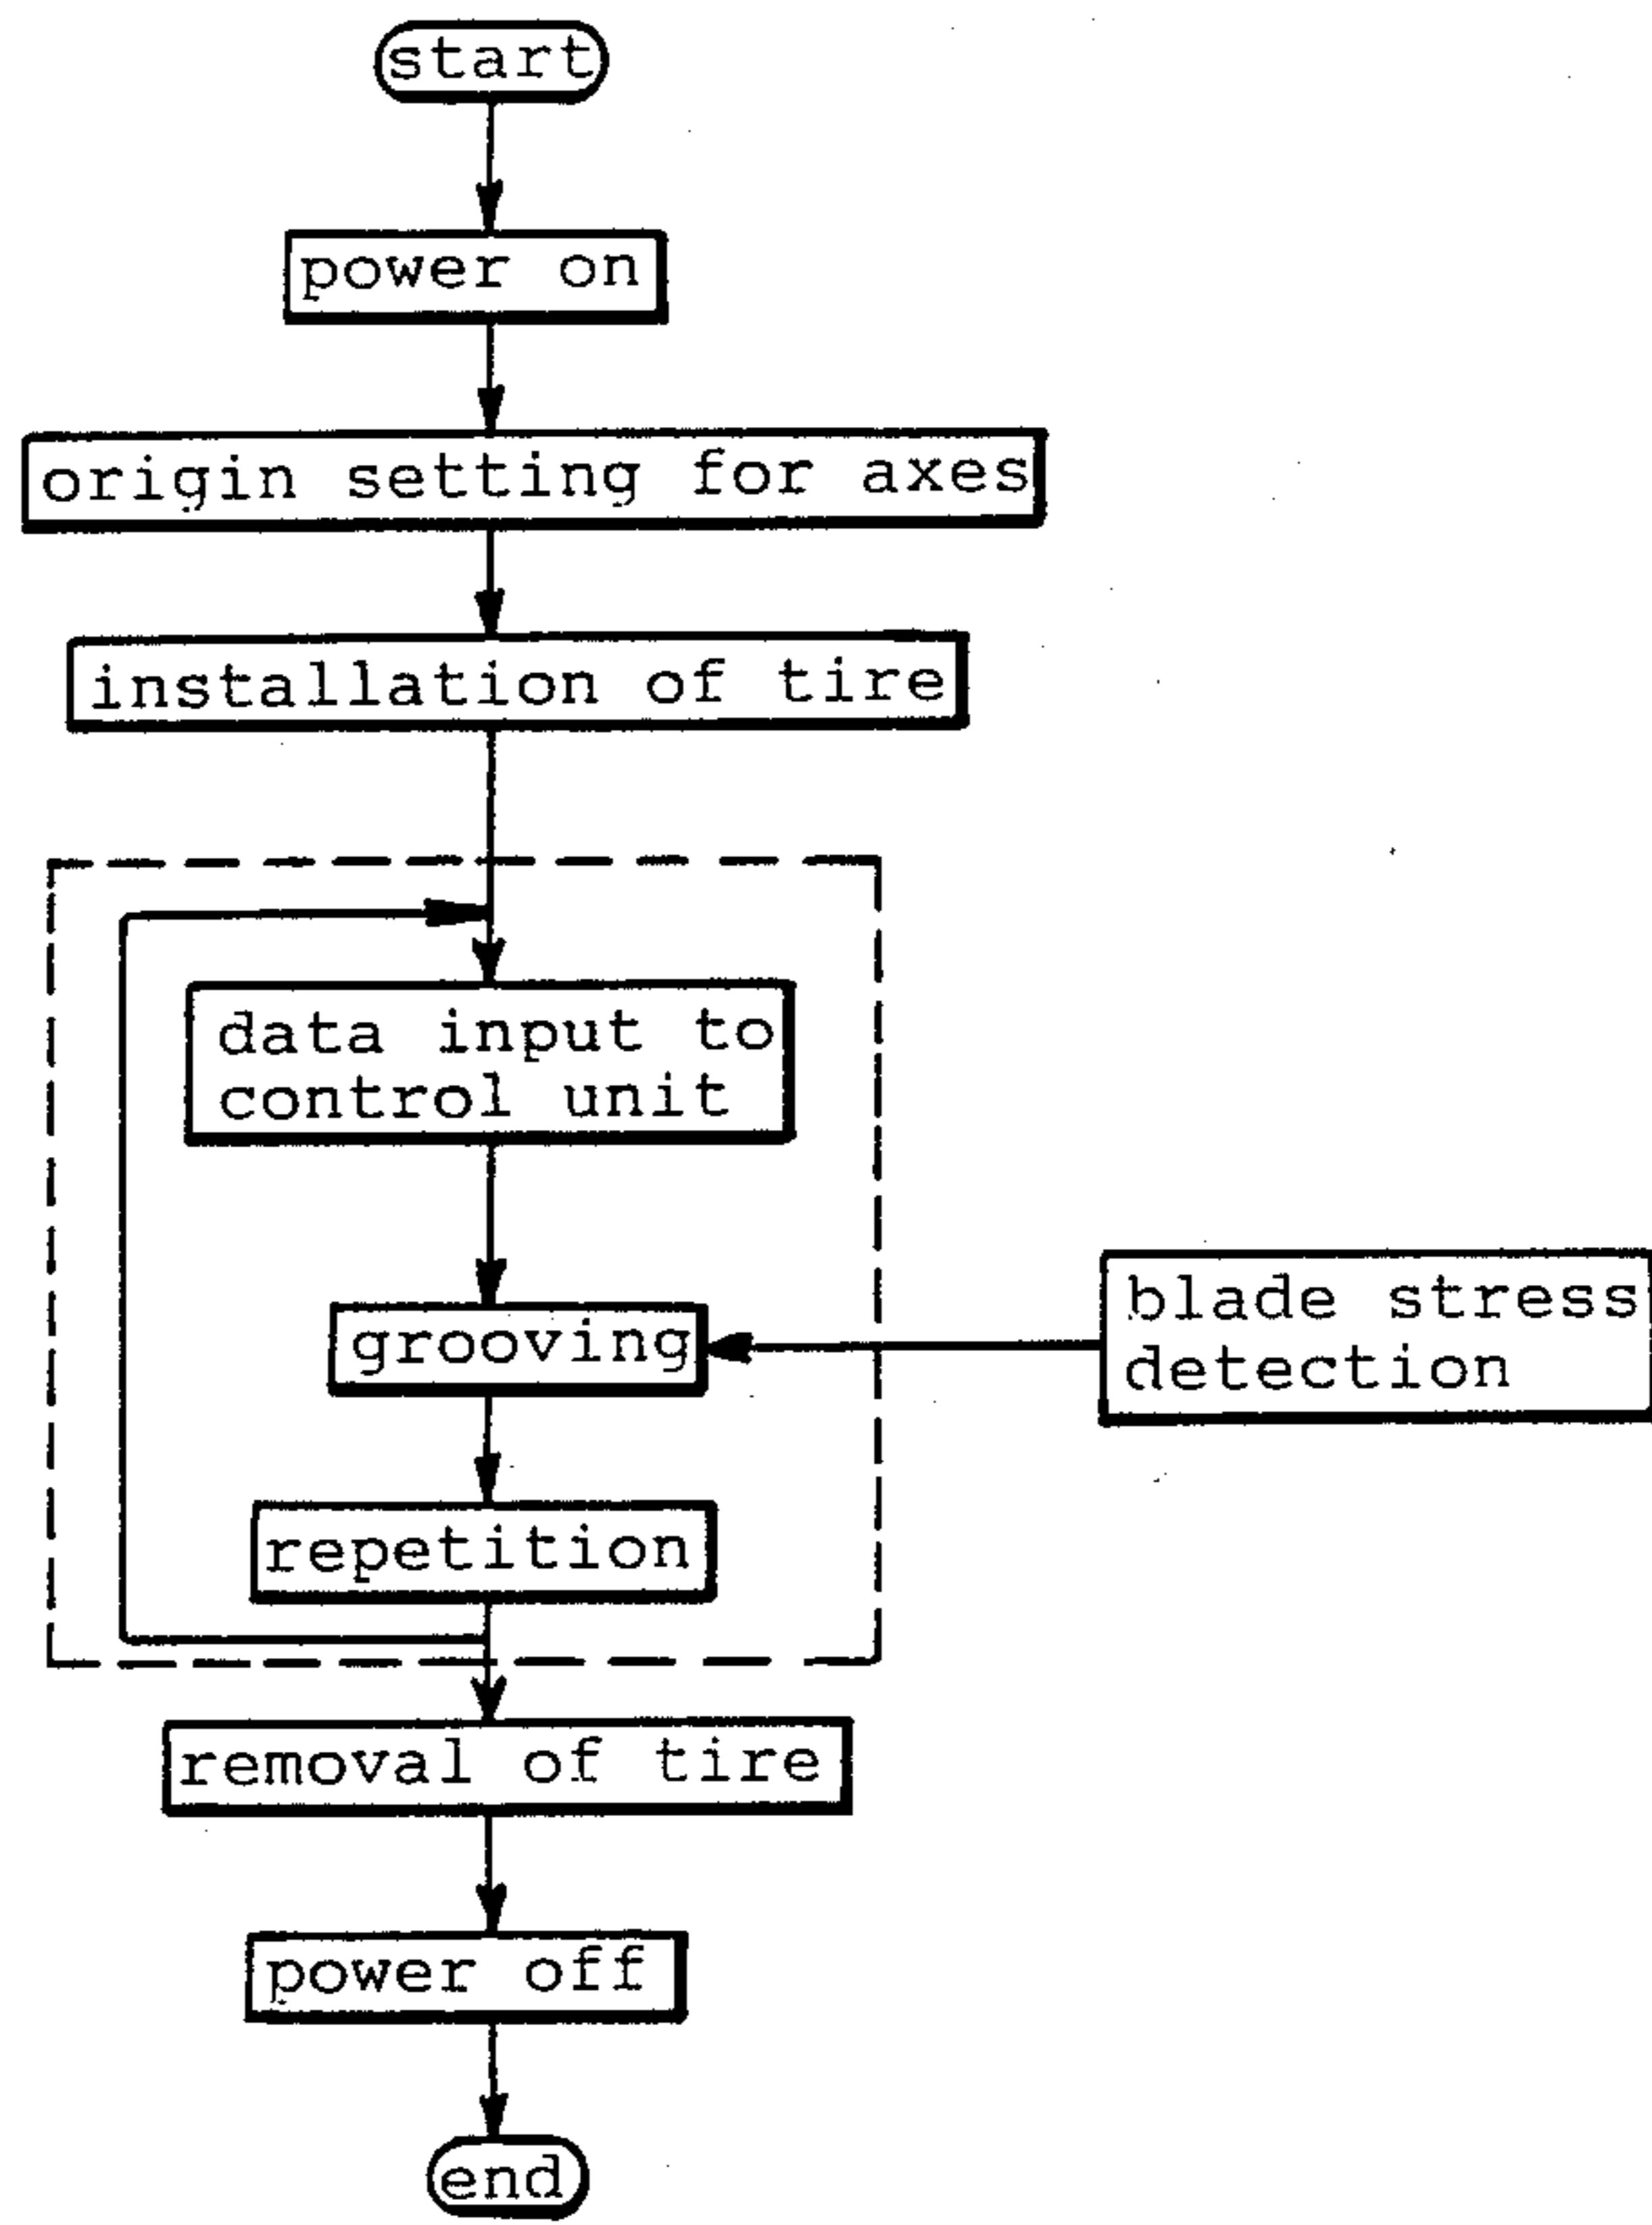 start
power on
origin setting for axes
installation of tire
data input to
control unit
grooving
blade stress
detection
repetition
removal of tire
power off
end